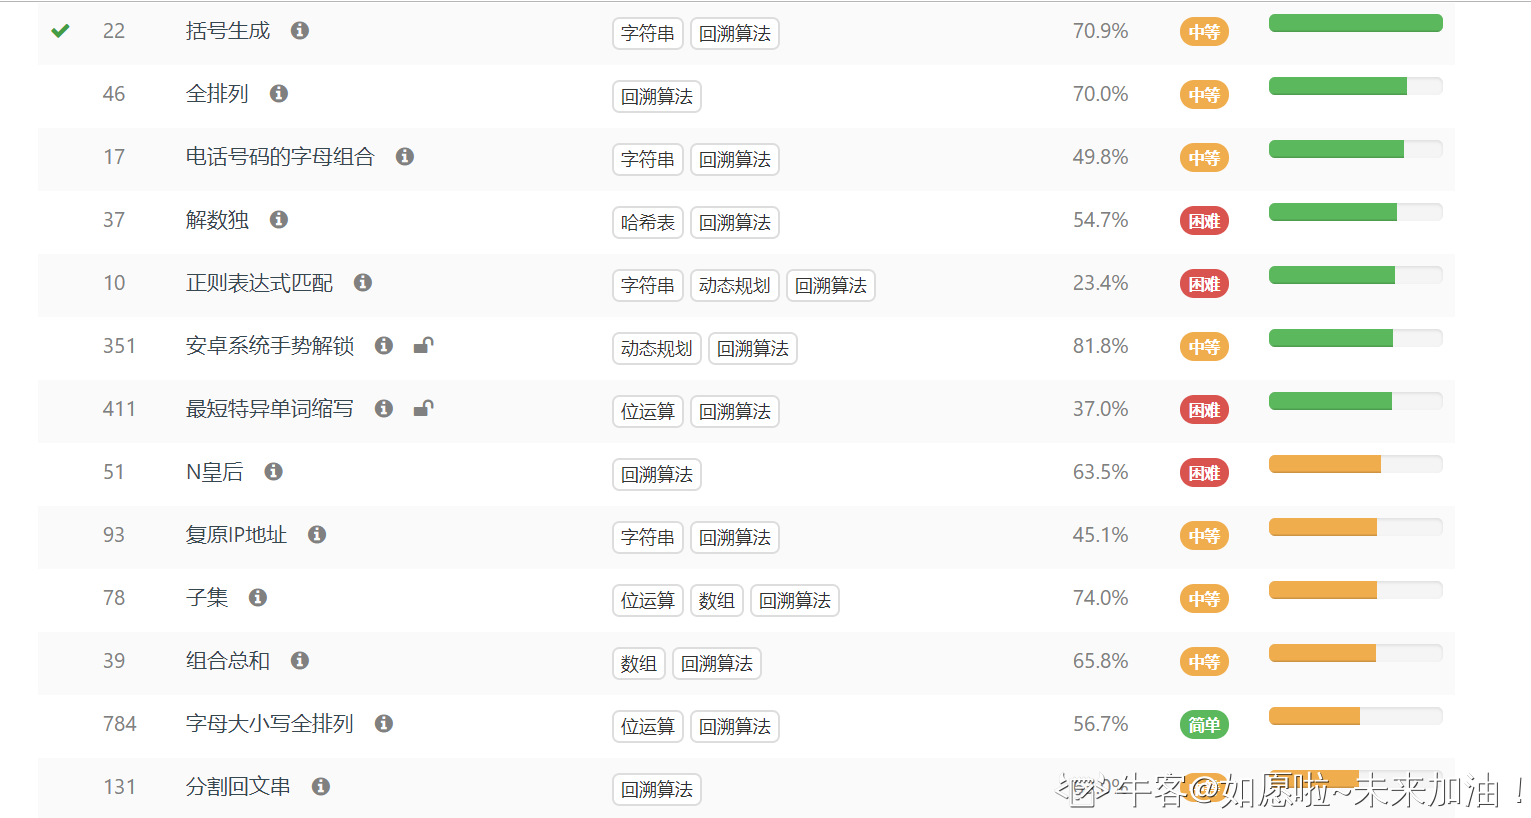 22 括号生成 字符串 回溯算法 70.9% 中等
46 全排列 回溯算法 70.0% 中等
17 电话号码的字母组合 字符串 回溯算法 49.8% 中等
37 解数独 哈希表 回溯算法 54.7% 困难
10 正则表达式匹配 字符串 动态规划 回溯算法 23.4% 困难
351 安卓系统手势解锁 动态规划 回溯算法 81.8% 中等
411 最短特异单词缩写 位运算 回溯算法 37.0% 困难
51 N皇后 回溯算法 63.5% 困难
93 复原IP地址 字符串 回溯算法 45.1% 中等
78 子集 位运算 数组 回溯算法 74.0% 中等
39 组合总和 数组 回溯算法 65.8% 中等
784 字母大小写全排列 位运算 回溯算法 56.7% 简单
131 分割回文串 回溯算法
牛客@如愿啦~未来加油！